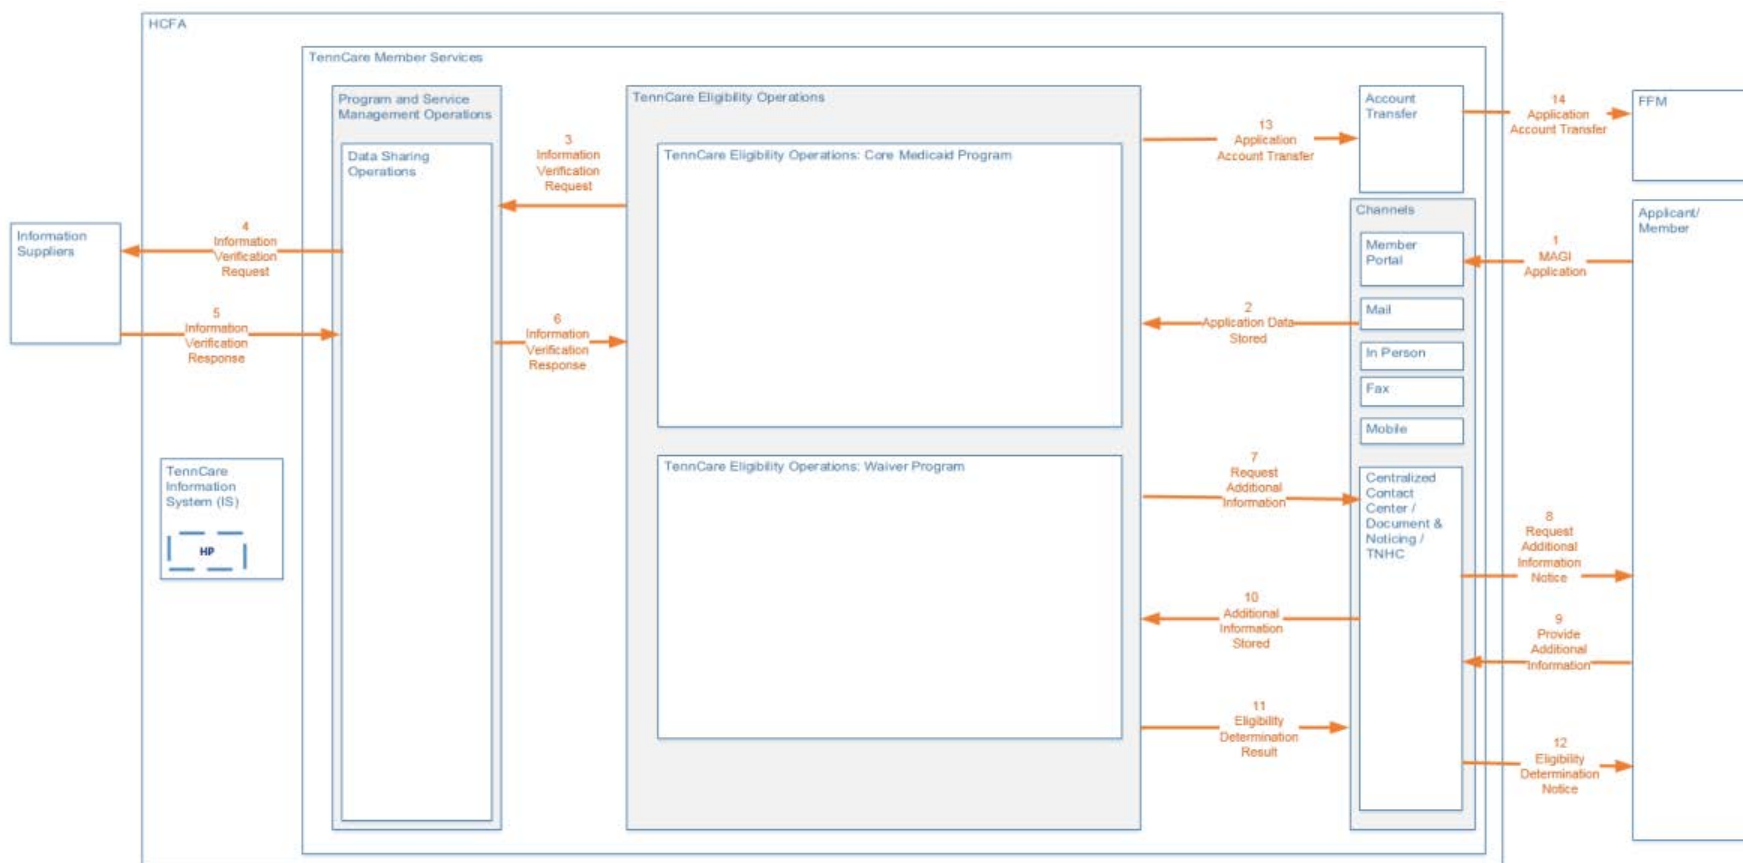 HCFA
TennCare Member Services
Program and Service
Management Operations
Data Sharing
Operations
TennCare Eligibility Operations
TennCare Eligibility Operations: Core Medicaid Program
TennCare Eligibility Operations: Waiver Program
Account
Transfer
FFM
Channels
Member
Portal
Mail
In Person
Fax
Mobile
Centralized
Contact
Center /
Document &
Noticing /
TNHC
Applicant/
Member
Information
Suppliers
TennCare
Information
System (IS)
HP
1
MAGI
Application
2
Application Data
Stored
3
Information
Verification
Request
4
Information
Verification
Request
5
Information
Verification
Response
6
Information
Verification
Response
7
Request
Additional
Information
8
Request
Additional
Information
Notice
9
Provide
Additional
Information
10
Additional
Information
Stored
11
Eligibility
Determination
Result
12
Eligibility
Determination
Notice
13
Application
Account Transfer
14
Application
Account Transfer